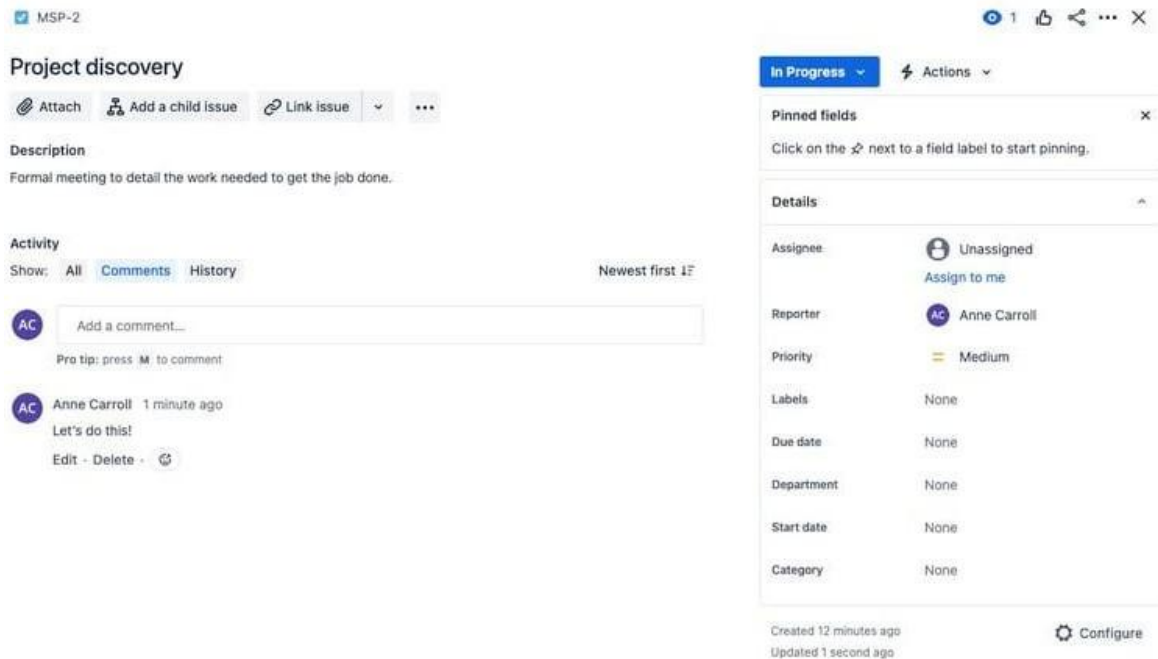 MSP-2
1
Project discovery
Attach Add a child issue Link issue
Description
Formal meeting to detail the work needed to get the job done.
Activity
Show: All Comments History Newest first
AC Add a comment...
Pro tip: press M to comment
AC Anne Carroll 1 minute ago
Let's do this!
Edit · Delete ·
In Progress Actions
Pinned fields
Click on the next to a field label to start pinning.
Details
Assignee Unassigned
Assign to me
Reporter AC Anne Carroll
Priority Medium
Labels None
Due date None
Department None
Start date None
Category None
Created 12 minutes ago Configure
Updated 1 second ago